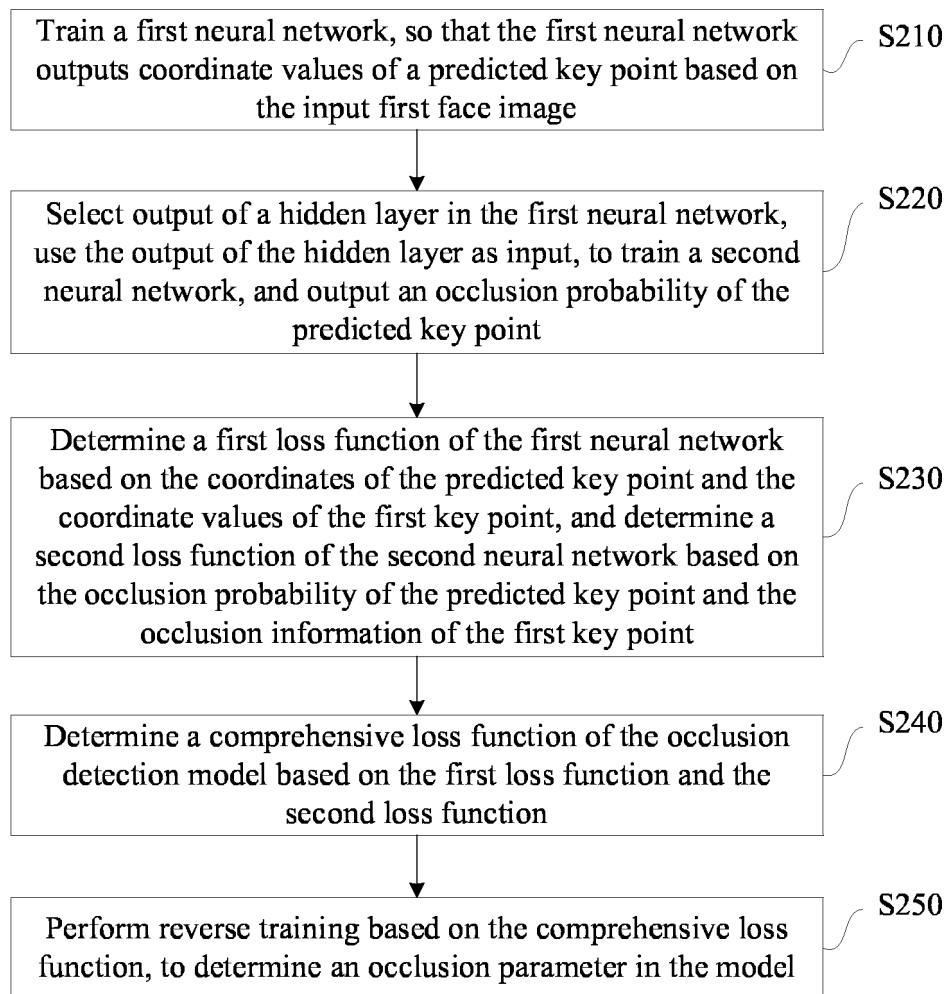 Train a first neural network, so that the first neural network
outputs coordinate values of a predicted key point based on
the input first face image
S210
Select output of a hidden layer in the first neural network,
use the output of the hidden layer as input, to train a second
neural network, and output an occlusion probability of the
predicted key point
S220
Determine a first loss function of the first neural network
based on the coordinates of the predicted key point and the
coordinate values of the first key point, and determine a
second loss function of the second neural network based on
the occlusion probability of the predicted key point and the
occlusion information of the first key point
S230
Determine a comprehensive loss function of the occlusion
detection model based on the first loss function and the
second loss function
S240
Perform reverse training based on the comprehensive loss
function, to determine an occlusion parameter in the model
S250